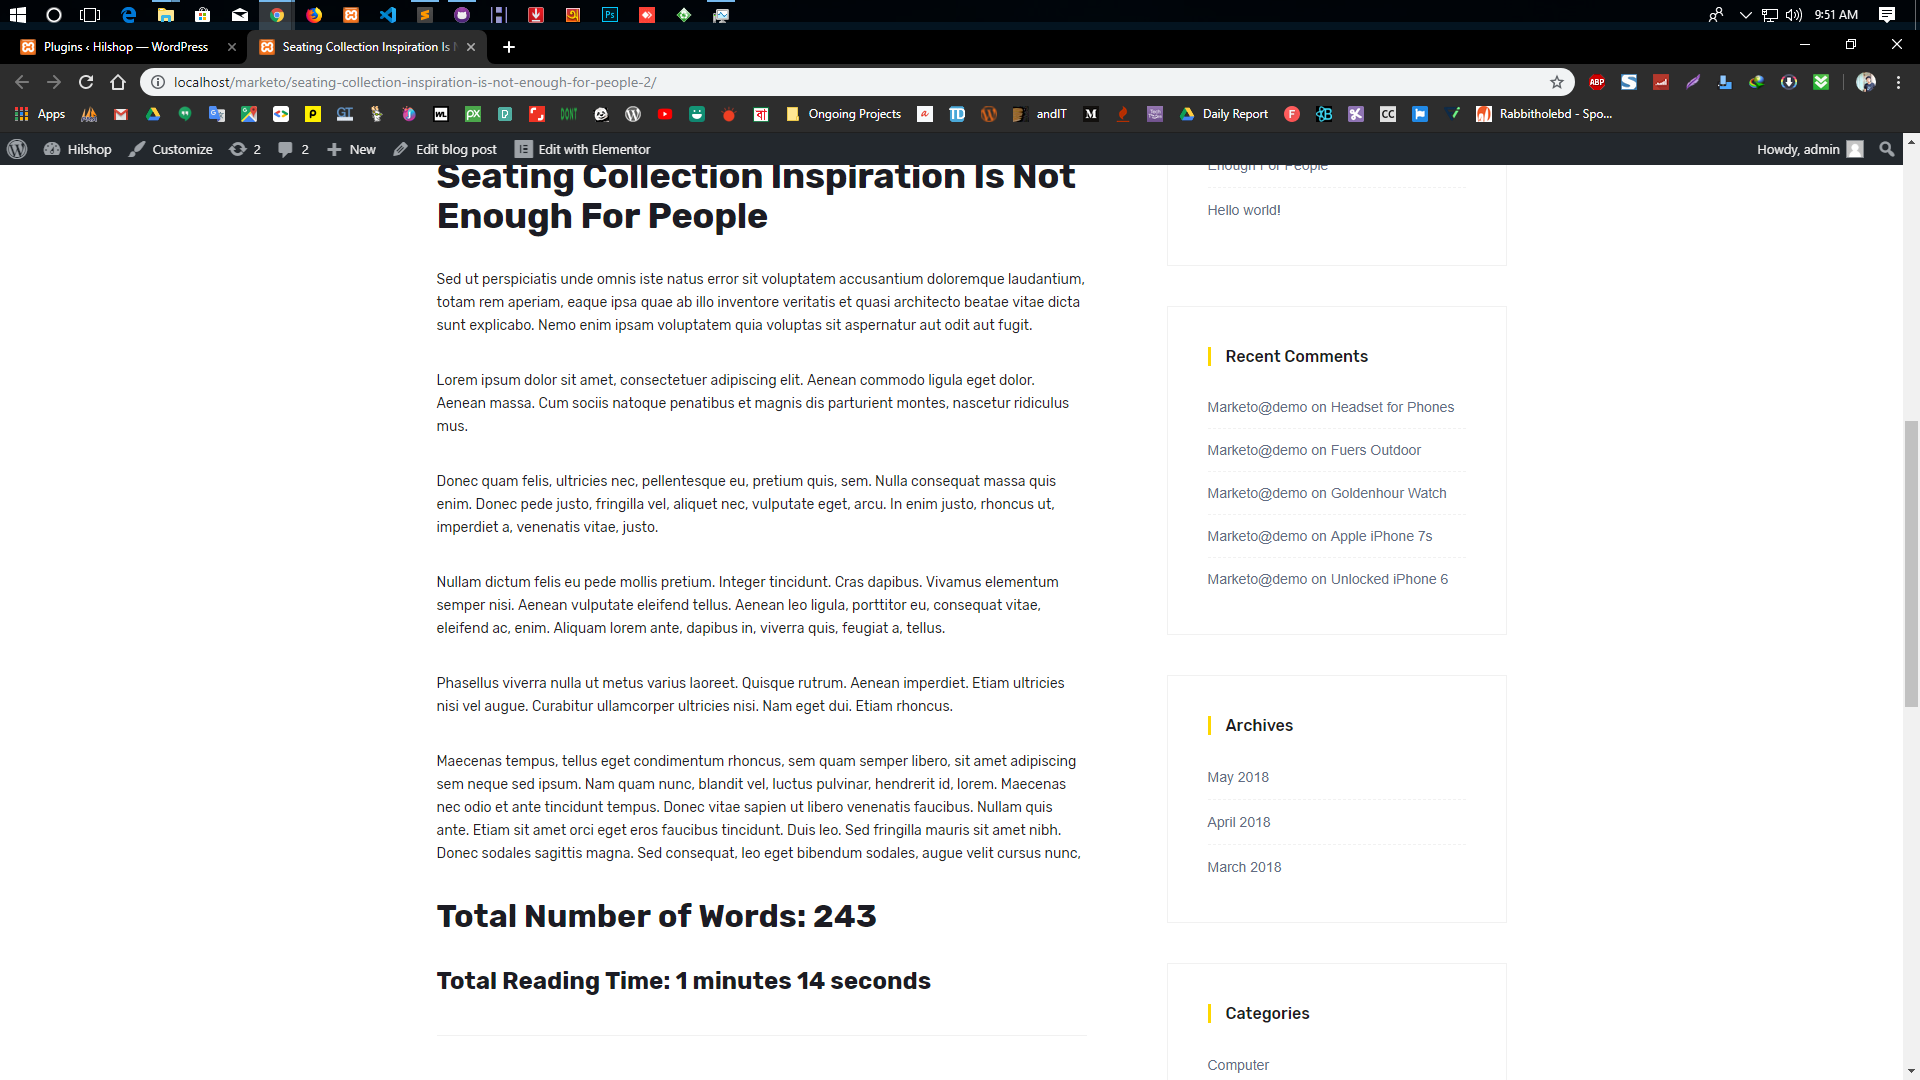 9:51 AM
Plugins ‹ Hilshop — WordPress
Seating Collection Inspiration Is N
localhost/marketo/seating-collection-inspiration-is-not-enough-for-people-2/
ABP
Apps
GT
WL
PX
DON'T
বা
Ongoing Projects
TD
andIT
M
Daily Report
F
CC
Rabbitholebd - Spo...
Hilshop
Customize
2
2
New
Edit blog post
Edit with Elementor
Howdy, admin
Seating Collection Inspiration Is Not
Enough For People
Sed ut perspiciatis unde omnis iste natus error sit voluptatem accusantium doloremque laudantium,
totam rem aperiam, eaque ipsa quae ab illo inventore veritatis et quasi architecto beatae vitae dicta
sunt explicabo. Nemo enim ipsam voluptatem quia voluptas sit aspernatur aut odit aut fugit.
Lorem ipsum dolor sit amet, consectetuer adipiscing elit. Aenean commodo ligula eget dolor.
Aenean massa. Cum sociis natoque penatibus et magnis dis parturient montes, nascetur ridiculus
mus.
Donec quam felis, ultricies nec, pellentesque eu, pretium quis, sem. Nulla consequat massa quis
enim. Donec pede justo, fringilla vel, aliquet nec, vulputate eget, arcu. In enim justo, rhoncus ut,
imperdiet a, venenatis vitae, justo.
Nullam dictum felis eu pede mollis pretium. Integer tincidunt. Cras dapibus. Vivamus elementum
semper nisi. Aenean vulputate eleifend tellus. Aenean leo ligula, porttitor eu, consequat vitae,
eleifend ac, enim. Aliquam lorem ante, dapibus in, viverra quis, feugiat a, tellus.
Phasellus viverra nulla ut metus varius laoreet. Quisque rutrum. Aenean imperdiet. Etiam ultricies
nisi vel augue. Curabitur ullamcorper ultricies nisi. Nam eget dui. Etiam rhoncus.
Maecenas tempus, tellus eget condimentum rhoncus, sem quam semper libero, sit amet adipiscing
sem neque sed ipsum. Nam quam nunc, blandit vel, luctus pulvinar, hendrerit id, lorem. Maecenas
nec odio et ante tincidunt tempus. Donec vitae sapien ut libero venenatis faucibus. Nullam quis
ante. Etiam sit amet orci eget eros faucibus tincidunt. Duis leo. Sed fringilla mauris sit amet nibh.
Donec sodales sagittis magna. Sed consequat, leo eget bibendum sodales, augue velit cursus nunc,
Total Number of Words: 243
Total Reading Time: 1 minutes 14 seconds
Enough For People
Hello world!
Recent Comments
Marketo@demo on Headset for Phones
Marketo@demo on Fuers Outdoor
Marketo@demo on Goldenhour Watch
Marketo@demo on Apple iPhone 7s
Marketo@demo on Unlocked iPhone 6
Archives
May 2018
April 2018
March 2018
Categories
Computer